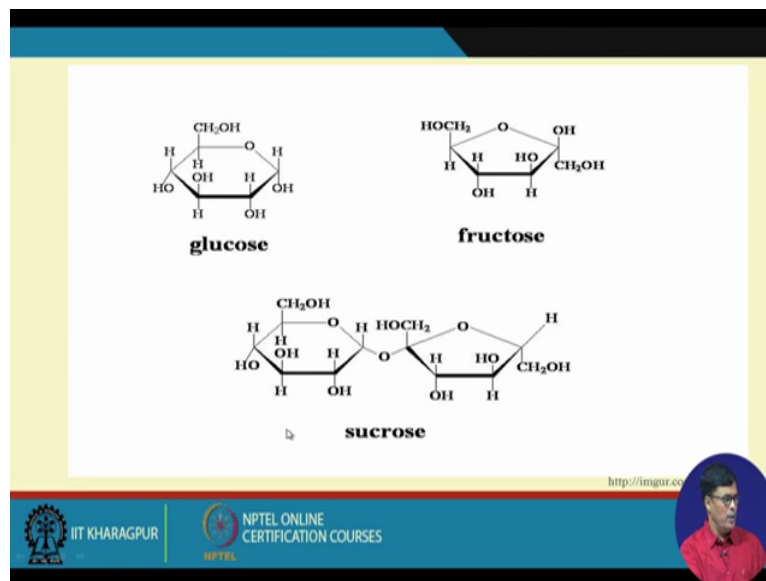 CH₂OH
H
O
H
H
OH
H
HO
OH
H
OH
glucose
HOCH₂
O
OH
H
H
HO
CH₂OH
OH
H
fructose
CH₂OH
H
O
H
H
OH
H
HO
H
OH
O
HOCH₂
O
H
H
HO
CH₂OH
OH
H
sucrose
http://imgur.co
IIT KHARAGPUR
NPTEL
NPTEL ONLINE
CERTIFICATION COURSES